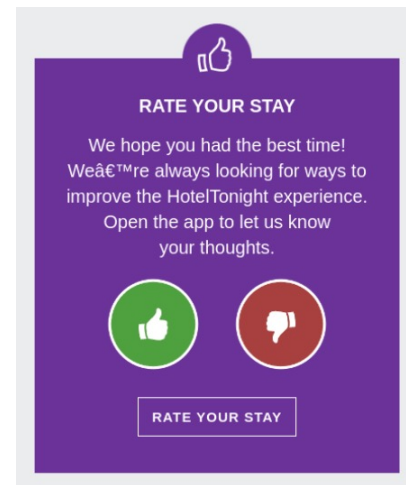 RATE YOUR STAY
We hope you had the best time!
Weâ€™re always looking for ways to
improve the HotelTonight experience.
Open the app to let us know
your thoughts.
RATE YOUR STAY